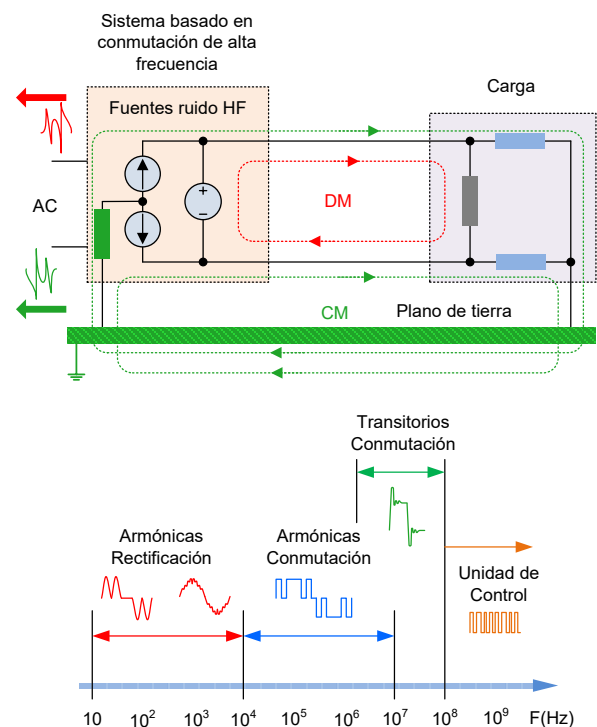 Sistema basado en
conmutación de alta
frecuencia
Fuentes ruido HF
Carga
AC
+
−
DM
CM
Plano de tierra
Transitorios
Conmutación
Armónicas
Rectificación
Armónicas
Conmutación
Unidad de
Control
10 10² 10³ 10⁴ 10⁵ 10⁶ 10⁷ 10⁸ 10⁹ F(Hz)